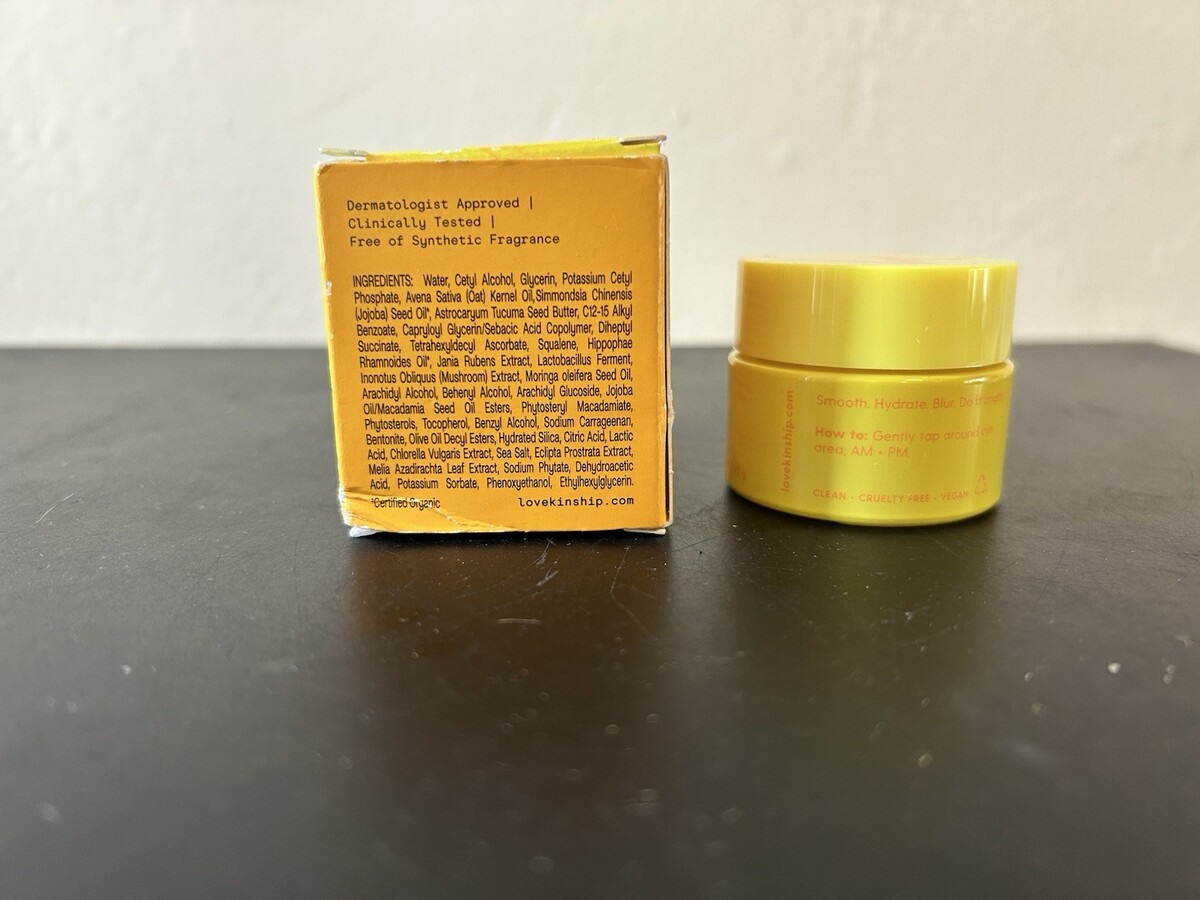 Dermatologist Approved |
Clinically Tested |
Free of Synthetic Fragrance
INGREDIENTS: Water, Cetyl Alcohol, Glycerin, Potassium Cetyl
Phosphate, Avena Sativa (Oat) Kernel Oil,Simmondsia Chinensis
(Jojoba) Seed Oil*, Astrocaryum Tucuma Seed Butter, C12-15 Alkyl
Benzoate, Capryloyl Glycerin/Sebacic Acid Copolymer, Diheptyl
Succinate, Tetrahexyldecyl Ascorbate, Squalene, Hippophae
Rhamnoides Oil*, Jania Rubens Extract, Lactobacillus Ferment,
Inonotus Obliquus (Mushroom) Extract, Moringa oleifera Seed Oil,
Arachidyl Alcohol, Behenyl Alcohol, Arachidyl Glucoside, Jojoba
Oil/Macadamia Seed Oil Esters, Phytosteryl Macadamiate,
Phytosterols, Tocopherol, Benzyl Alcohol, Sodium Carrageenan,
Bentonite, Olive Oil Decyl Esters, Hydrated Silica, Citric Acid, Lactic
Acid, Chlorella Vulgaris Extract, Sea Salt, Eclipta Prostrata Extract,
Melia Azadirachta Leaf Extract, Sodium Phytate, Dehydroacetic
Acid, Potassium Sorbate, Phenoxyethanol, Ethylhexylglycerin.
*Certified Organic
lovekinship.com
lovekinship.com
Smooth. Hydrate. Blur. Do it
How to: Gently tap around eye
area, AM + PM.
CLEAN · CRUELTY FREE · VEGAN